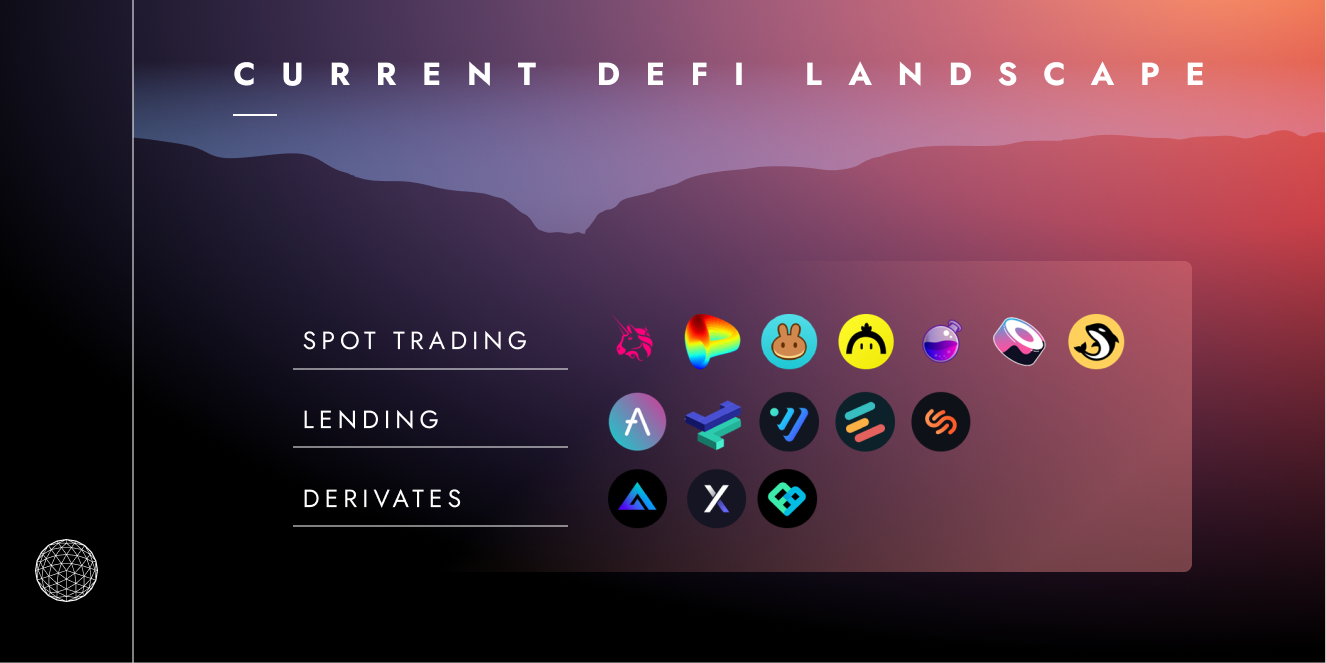 CURRENT DEFI LANDSCAPE
SPOT TRADING
LENDING
DERIVATES